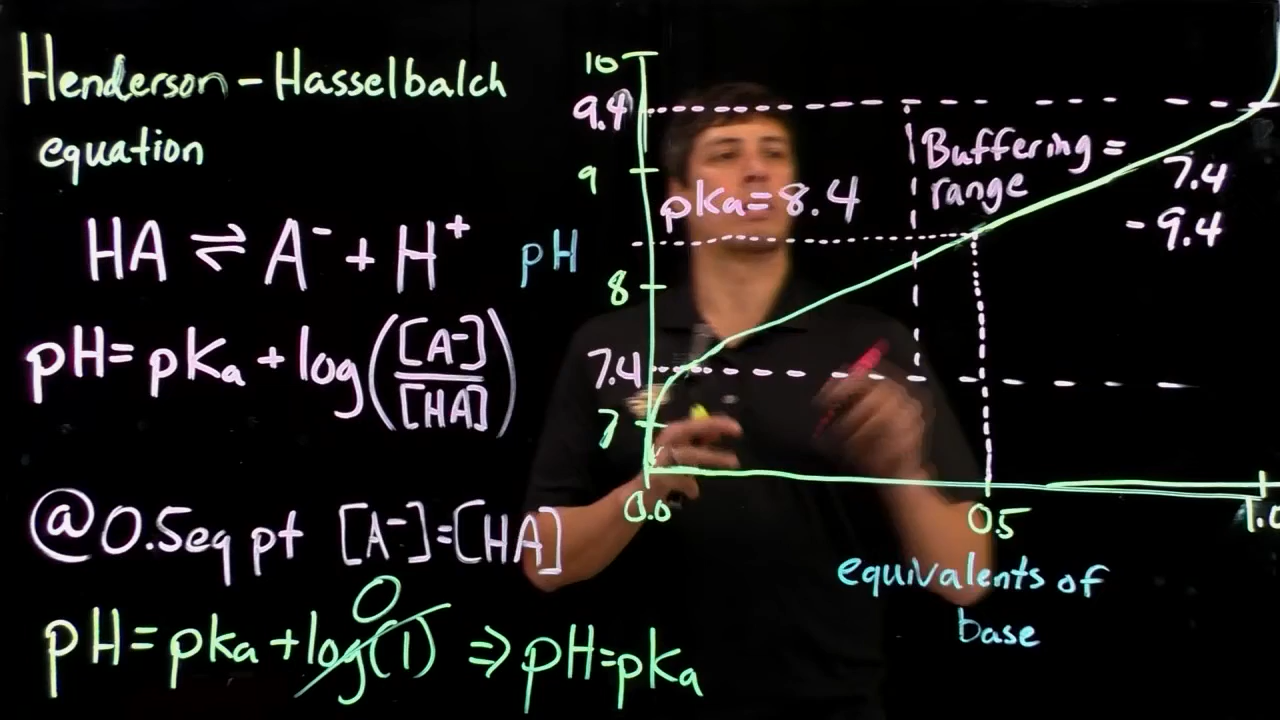 Henderson-Hasselbalch
equation
HA ⇌ A⁻ + H⁺
pH = pKa + log([A⁻]/[HA])
@ 0.5 eq pt [A⁻]=[HA]
pH = pKa + log(1) 0 ⇒ pH=pKa
10
9.4
9
8
7.4
7
pH
pKa=8.4
Buffering =
range
7.4
-9.4
0.0
0.5
1.0
equivalents of
base